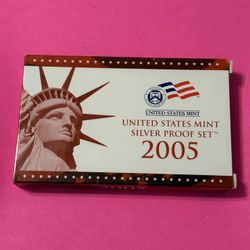 UNITED STATES MINT
UNITED STATES MINT
SILVER PROOF SET™
2005